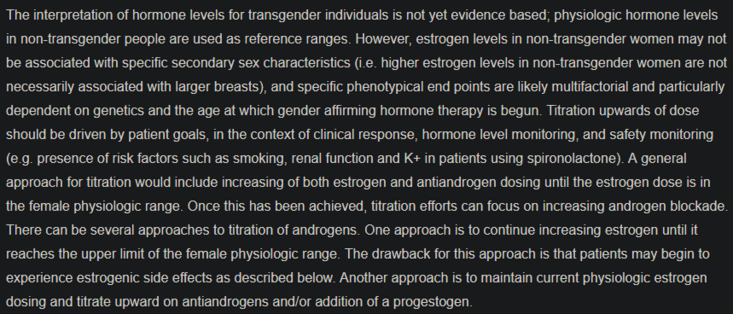 The interpretation of hormone levels for transgender individuals is not yet evidence based; physiologic hormone levels
in non-transgender people are used as reference ranges. However, estrogen levels in non-transgender women may not
be associated with specific secondary sex characteristics (i.e. higher estrogen levels in non-transgender women are not
necessarily associated with larger breasts), and specific phenotypical end points are likely multifactorial and particularly
dependent on genetics and the age at which gender affirming hormone therapy is begun. Titration upwards of dose
should be driven by patient goals, in the context of clinical response, hormone level monitoring, and safety monitoring
(e.g. presence of risk factors such as smoking, renal function and K+ in patients using spironolactone). A general
approach for titration would include increasing of both estrogen and antiandrogen dosing until the estrogen dose is in
the female physiologic range. Once this has been achieved, titration efforts can focus on increasing androgen blockade.
There can be several approaches to titration of androgens. One approach is to continue increasing estrogen until it
reaches the upper limit of the female physiologic range. The drawback for this approach is that patients may begin to
experience estrogenic side effects as described below. Another approach is to maintain current physiologic estrogen
dosing and titrate upward on antiandrogens and/or addition of a progestogen.